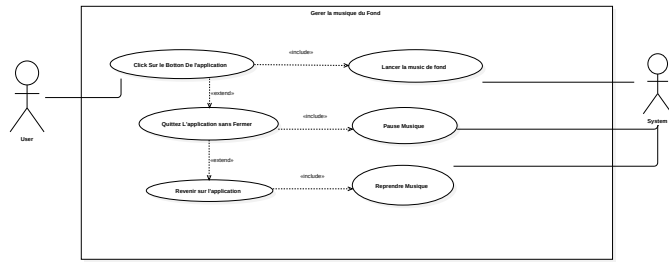 Gerer la musique du Fond
«include»
Click Sur le Botton De l'application
Lancer la music de fond
«extend»
«include»
System
Quittez L'application sans Fermer
Pause Musique
User
«extend»
«include»
Revenir sur l'application
Reprendre Musique